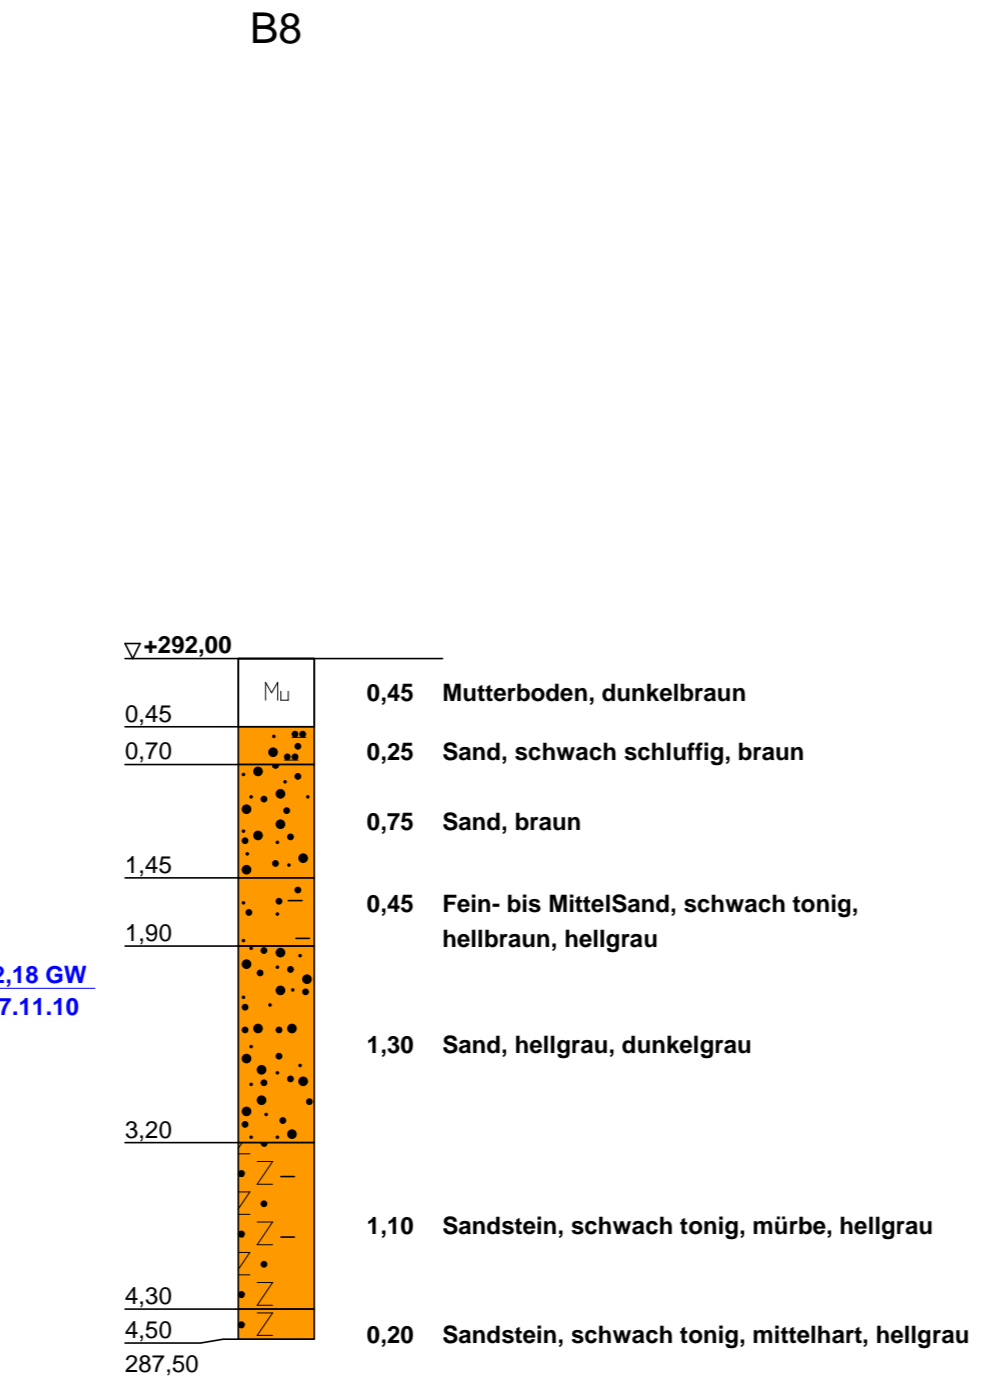 B8
+292,00
Mu
0,45 Mutterboden, dunkelbraun
0,45
0,70
0,25 Sand, schwach schluffig, braun
0,75 Sand, braun
1,45
0,45 Fein- bis MittelSand, schwach tonig,
hellbraun, hellgrau
1,90
2,18 GW
7.11.10
1,30 Sand, hellgrau, dunkelgrau
3,20
Z
Z
Z
Z
1,10 Sandstein, schwach tonig, mürbe, hellgrau
Z
Z
4,30
Z
4,50
0,20 Sandstein, schwach tonig, mittelhart, hellgrau
287,50